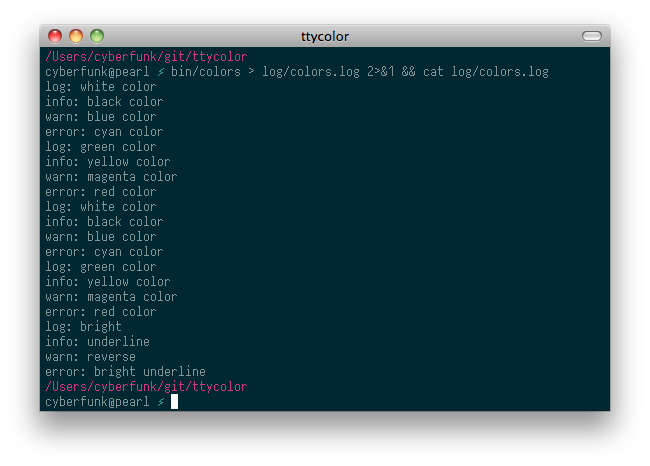 ttycolor
/Users/cyberfunk/git/ttycolor
cyberfunk@pearl ⚡ bin/colors > log/colors.log 2>&1 && cat log/colors.log
log: white color
info: black color
warn: blue color
error: cyan color
log: green color
info: yellow color
warn: magenta color
error: red color
log: white color
info: black color
warn: blue color
error: cyan color
log: green color
info: yellow color
warn: magenta color
error: red color
log: bright
info: underline
warn: reverse
error: bright underline
/Users/cyberfunk/git/ttycolor
cyberfunk@pearl ⚡